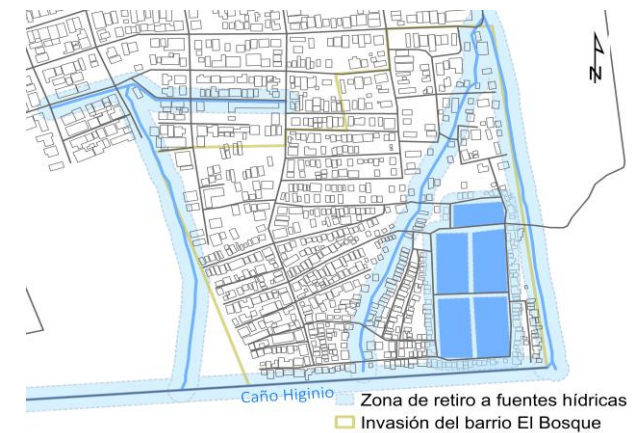 N
Caño Higinio
Zona de retiro a fuentes hídricas
Invasión del barrio El Bosque